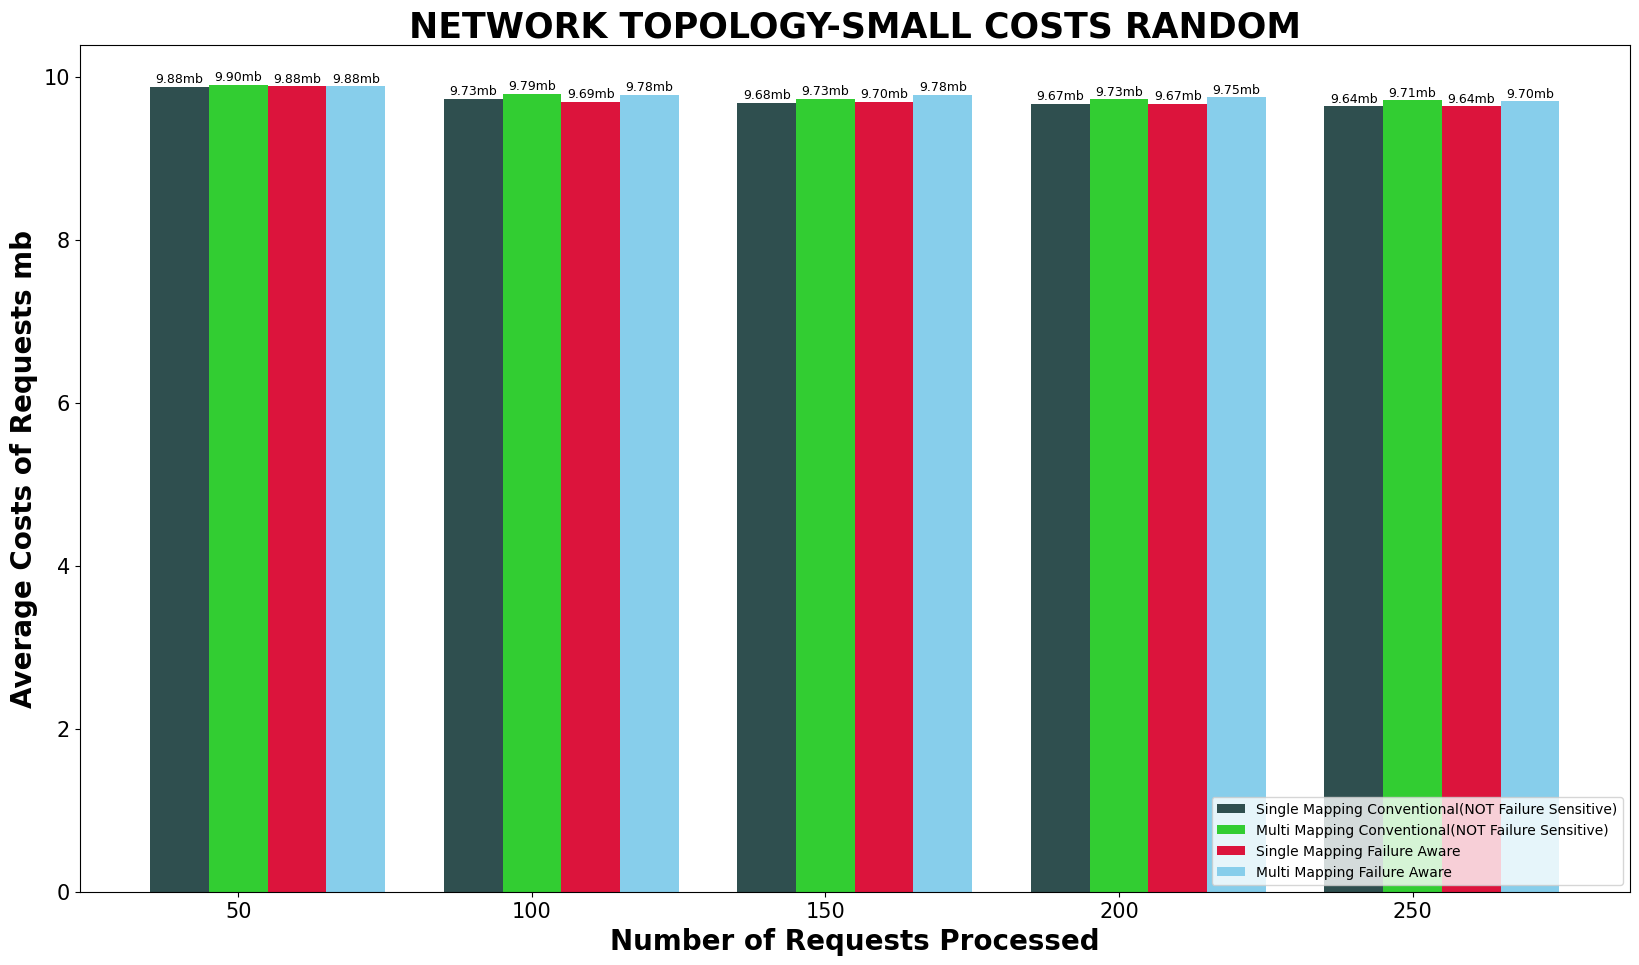 NETWORK TOPOLOGY-SMALL COSTS RANDOM
Average Costs of Requests mb
10
8
6
4
2
0
9.88mb 9.90mb 9.88mb 9.88mb
9.73mb 9.79mb 9.69mb 9.78mb
9.68mb 9.73mb 9.70mb 9.78mb
9.67mb 9.73mb 9.67mb 9.75mb
9.64mb 9.71mb 9.64mb 9.70mb
Single Mapping Conventional(NOT Failure Sensitive)
Multi Mapping Conventional(NOT Failure Sensitive)
Single Mapping Failure Aware
Multi Mapping Failure Aware
50 100 150 200 250
Number of Requests Processed